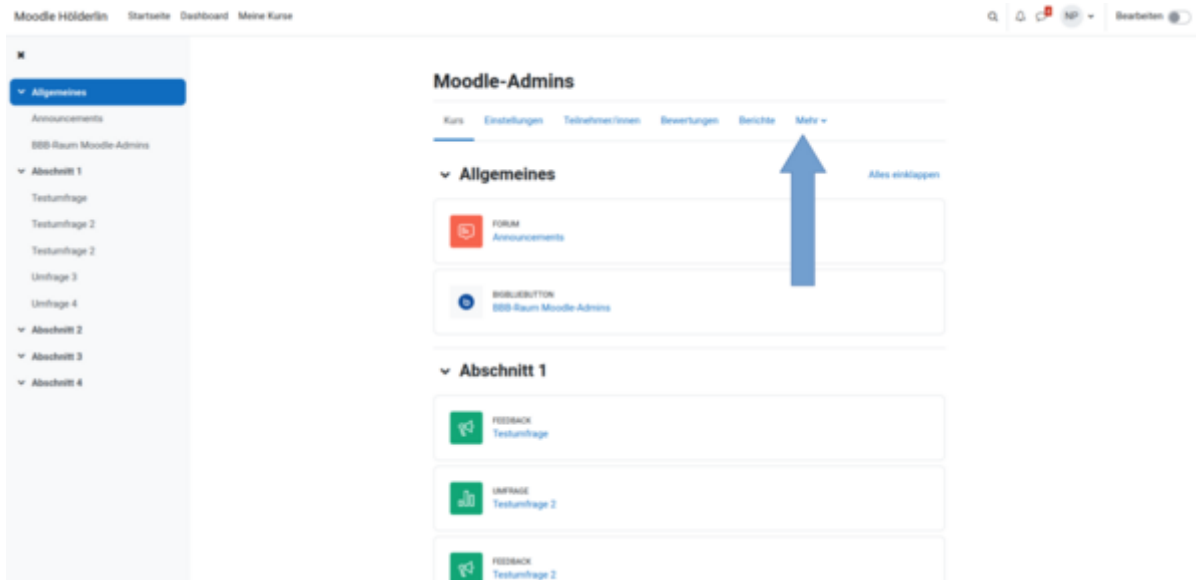 Moodle Hölderlin Startseite Dashboard Meine Kurse NP Bearbeiten
Allgemeines
Announcements
BBB-Raum Moodle-Admins
Abschnitt 1
Testumfrage
Testumfrage 2
Testumfrage 2
Umfrage 3
Umfrage 4
Abschnitt 2
Abschnitt 3
Abschnitt 4
Moodle-Admins
Kurs Einstellungen Teilnehmer/innen Bewertungen Berichte Mehr
Allgemeines Alles einklappen
FORUM
Announcements
BIGBLUEBUTTON
BBB-Raum Moodle-Admins
Abschnitt 1
FEEDBACK
Testumfrage
UMFRAGE
Testumfrage 2
FEEDBACK
Testumfrage 2